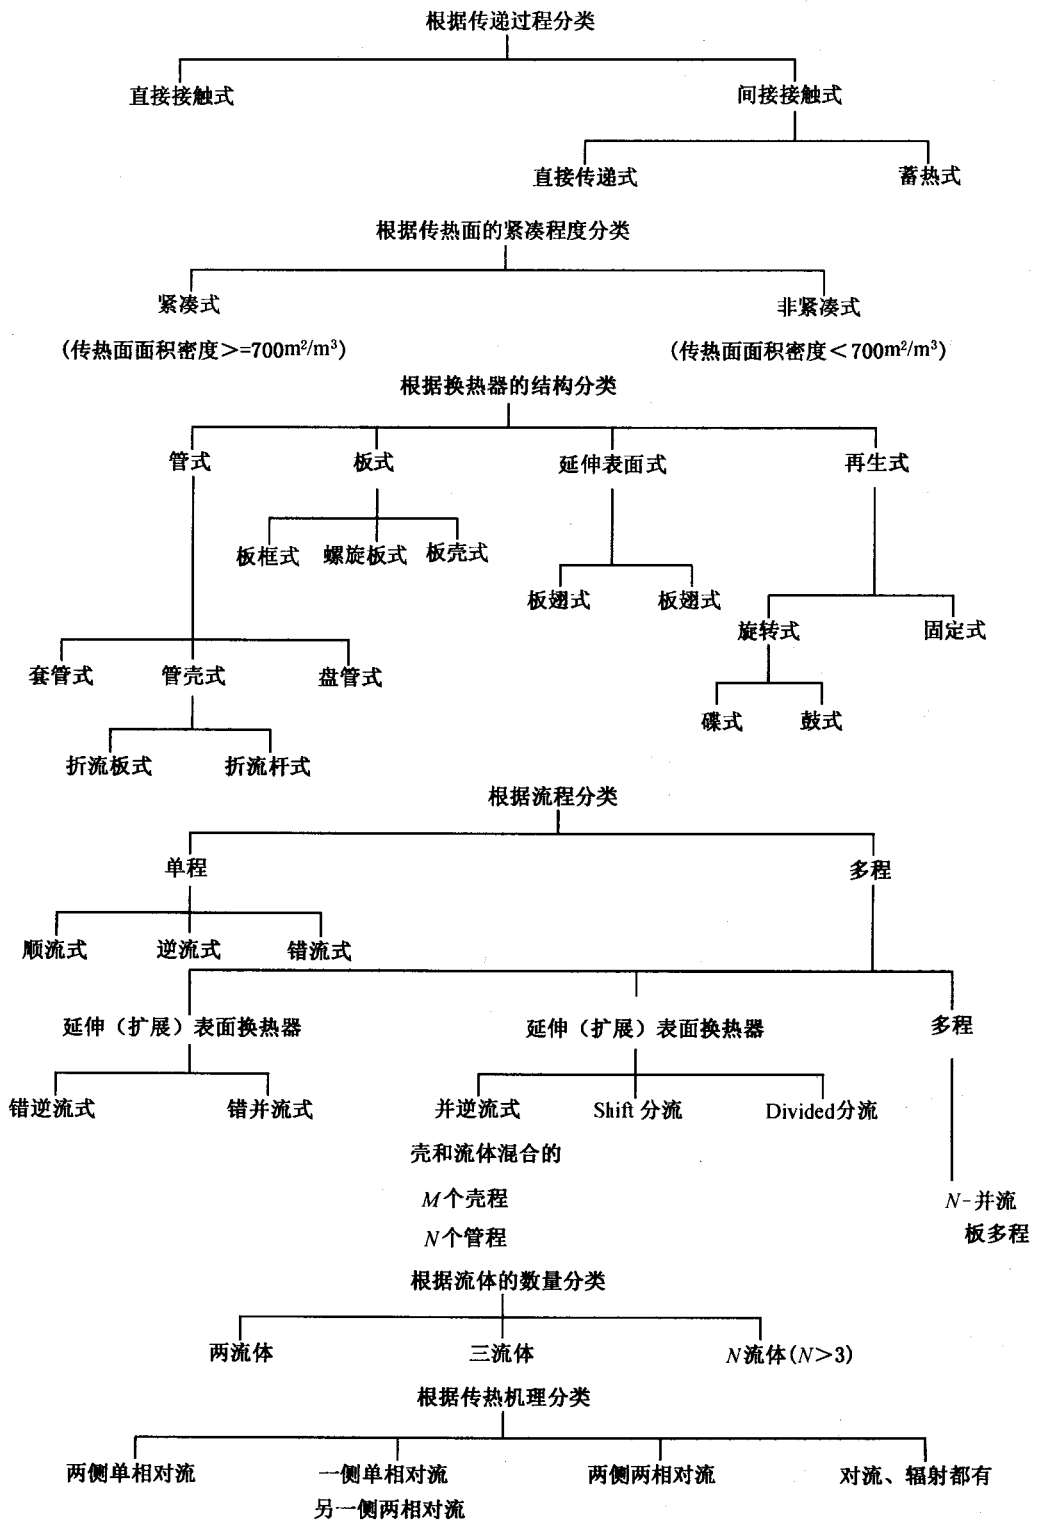 根据传递过程分类
直接接触式 间接接触式
直接传递式 蓄热式
根据传热面的紧凑程度分类
紧凑式 非紧凑式
(传热面面积密度>=700m²/m³) (传热面面积密度<700m²/m³)
根据换热器的结构分类
管式 板式 延伸表面式 再生式
板框式 螺旋板式 板壳式
板翅式 板翅式
旋转式 固定式
套管式 管壳式 盘管式
碟式 鼓式
折流板式 折流杆式
根据流程分类
单程 多程
顺流式 逆流式 错流式
延伸（扩展）表面换热器 延伸（扩展）表面换热器 多程
错逆流式 错并流式 并逆流式 Shift 分流 Divided分流
壳和流体混合的
M个壳程 N-并流
N个管程 板多程
根据流体的数量分类
两流体 三流体 N流体(N>3)
根据传热机理分类
两侧单相对流 一侧单相对流 两侧两相对流 对流、辐射都有
另一侧两相对流